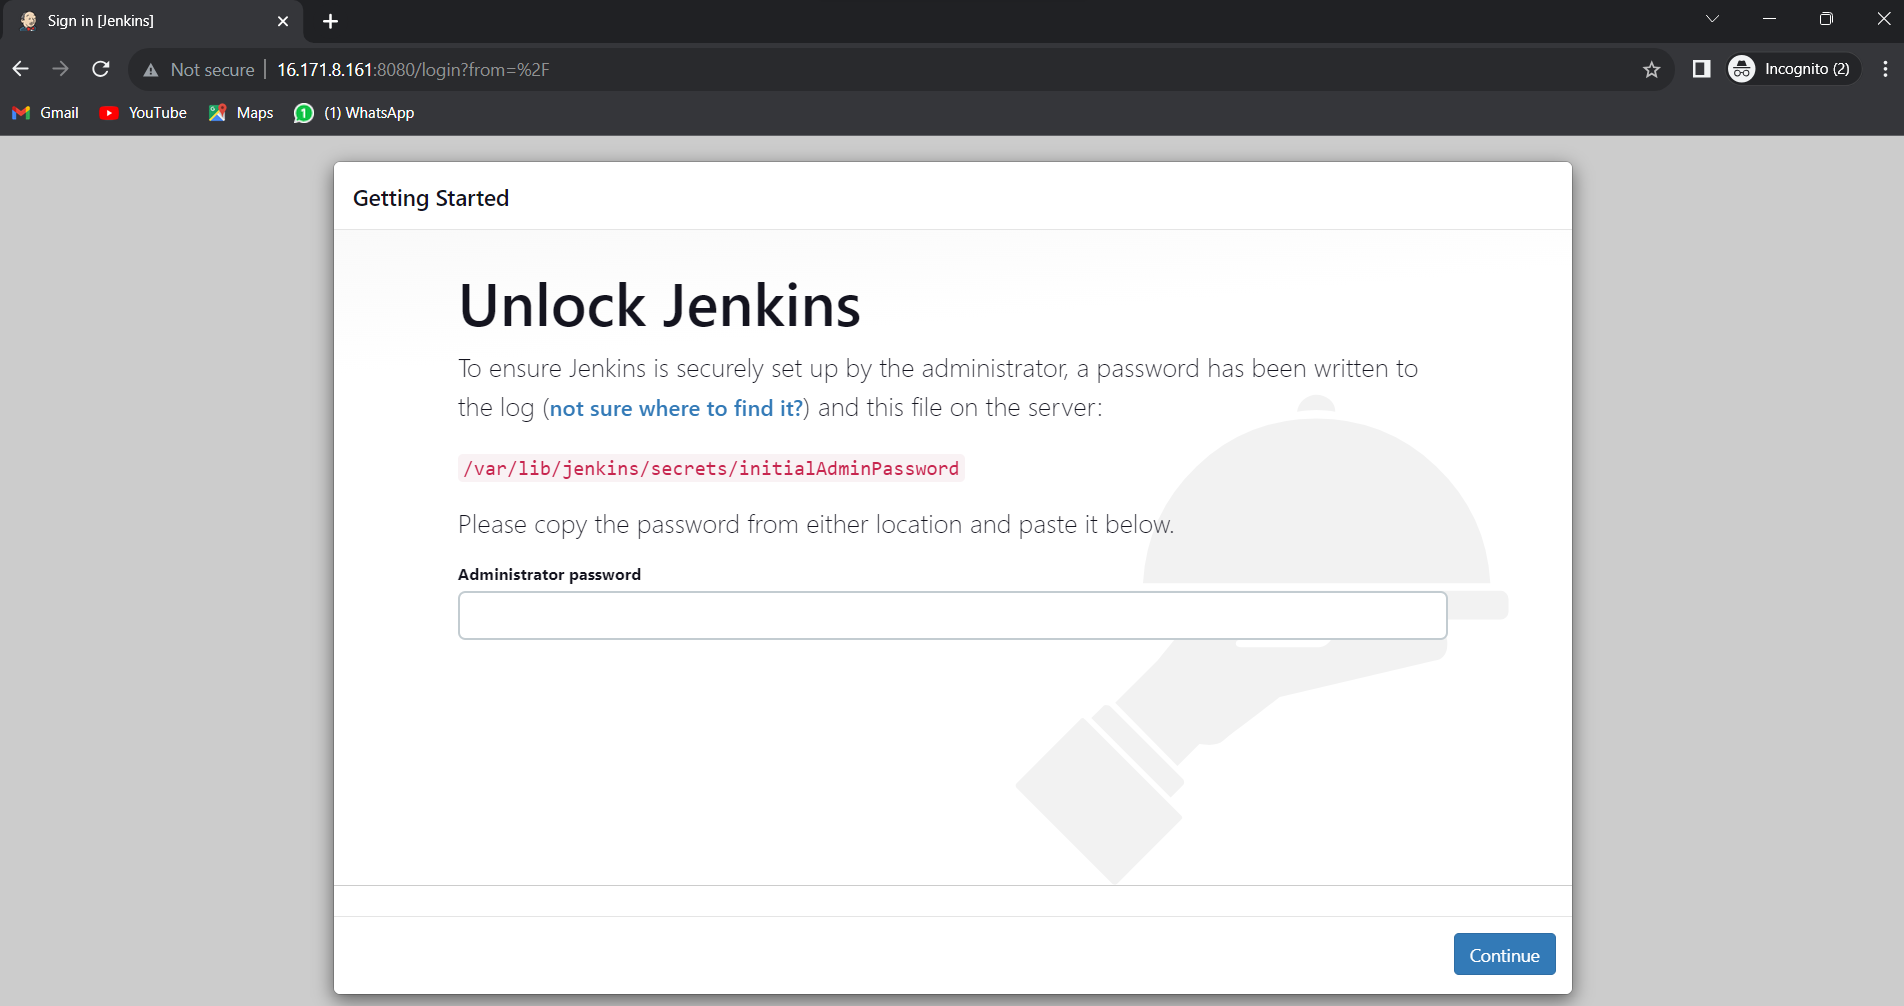 Sign in [Jenkins]
Not secure | 16.171.8.161:8080/login?from=%2F
Incognito (2)
Gmail
YouTube
Maps
1
(1) WhatsApp
Getting Started
Unlock Jenkins
To ensure Jenkins is securely set up by the administrator, a password has been written to
the log (not sure where to find it?) and this file on the server:
/var/lib/jenkins/secrets/initialAdminPassword
Please copy the password from either location and paste it below.
Administrator password
Continue